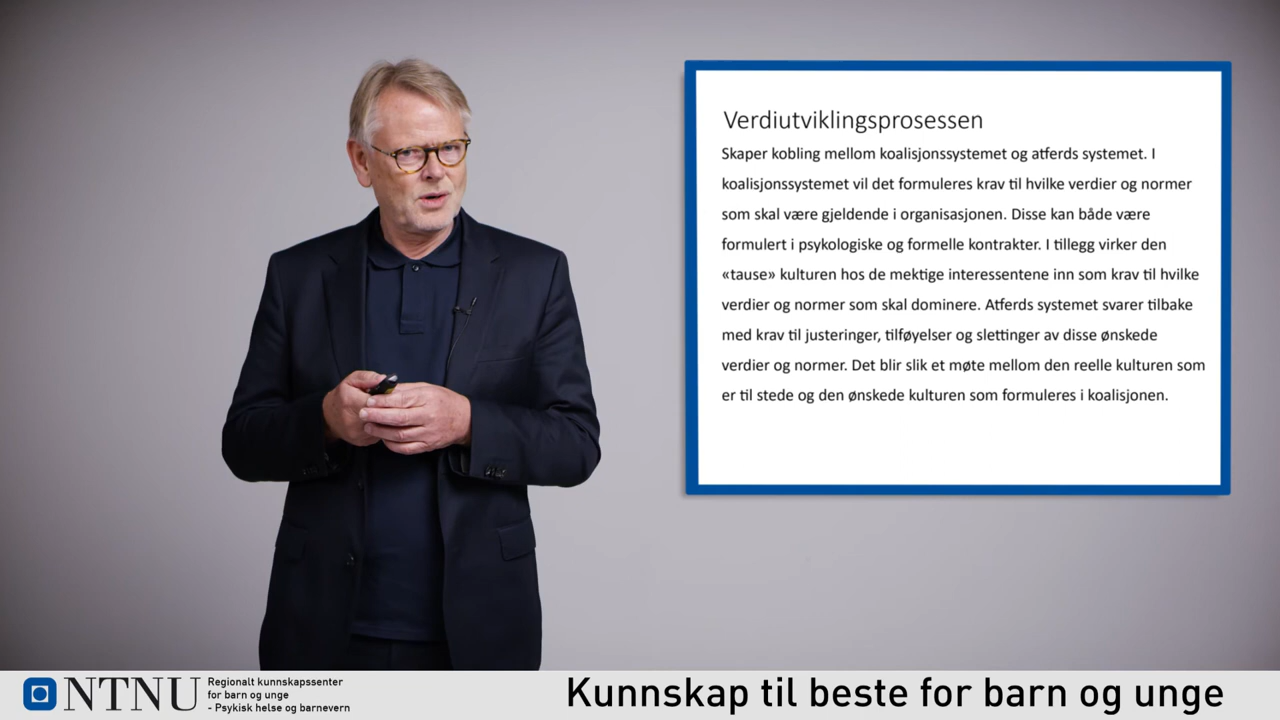 Verdiutviklingsprosessen
Skaper kobling mellom koalisjonssystemet og atferds systemet. I
koalisjonssystemet vil det formuleres krav til hvilke verdier og normer
som skal være gjeldende i organisasjonen. Disse kan både være
formulert i psykologiske og formelle kontrakter. I tillegg virker den
«tause» kulturen hos de mektige interessentene inn som krav til hvilke
verdier og normer som skal dominere. Atferds systemet svarer tilbake
med krav til justeringer, tilføyelser og slettinger av disse ønskede
verdier og normer. Det blir slik et møte mellom den reelle kulturen som
er til stede og den ønskede kulturen som formuleres i koalisjonen.
NTNU
Regionalt kunnskapssenter
for barn og unge
- Psykisk helse og barnevern
Kunnskap til beste for barn og unge